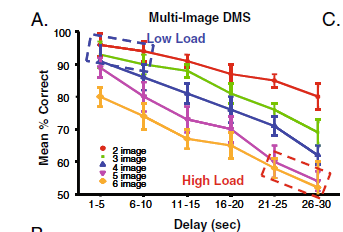 A.
Multi-Image DMS
C.
Low Load
100
90
80
70
60
50
Mean % Correct
2 image
3 image
4 image
5 image
6 image
High Load
1-5
6-10
11-15
16-20
21-25
26-30
Delay (sec)